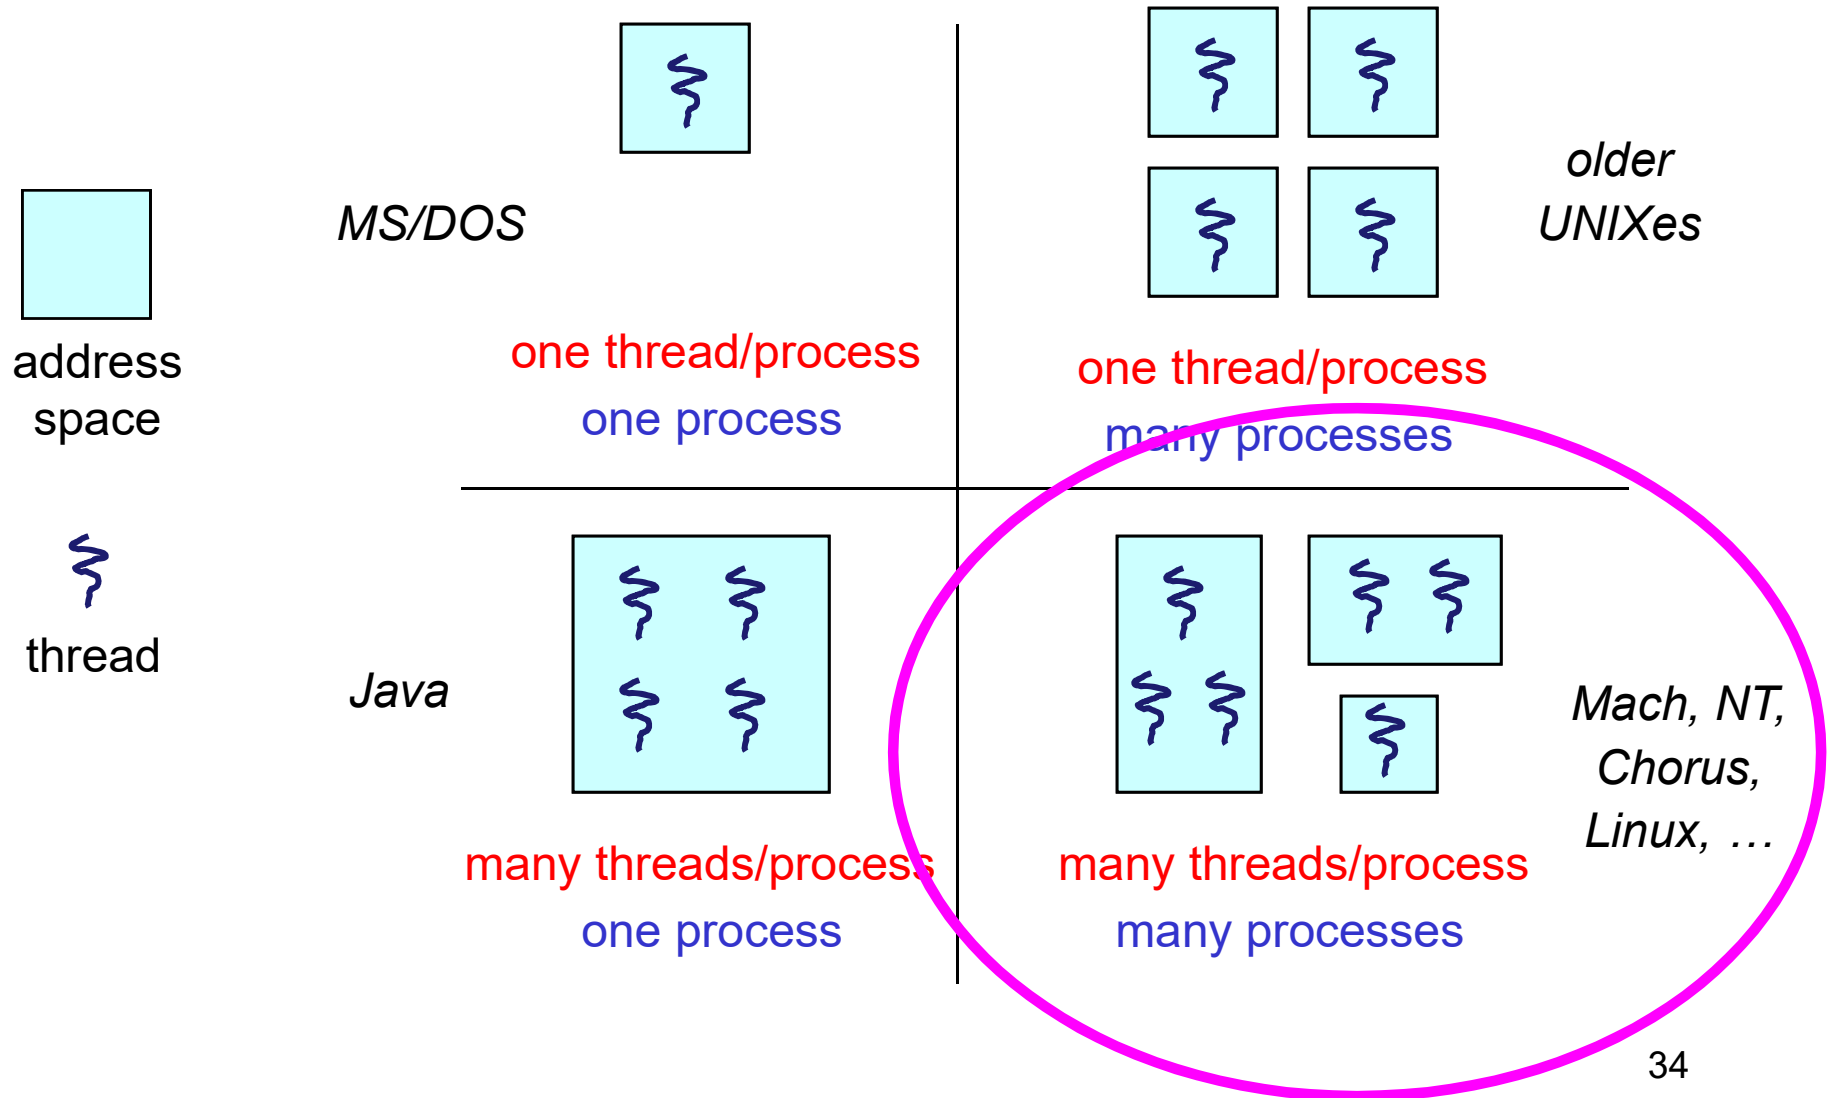 MS/DOS
older
UNIXes
address
space
one thread/process
one process
one thread/process
many processes
thread
Java
Mach, NT,
Chorus,
Linux, …
many threads/process
one process
many threads/process
many processes
34